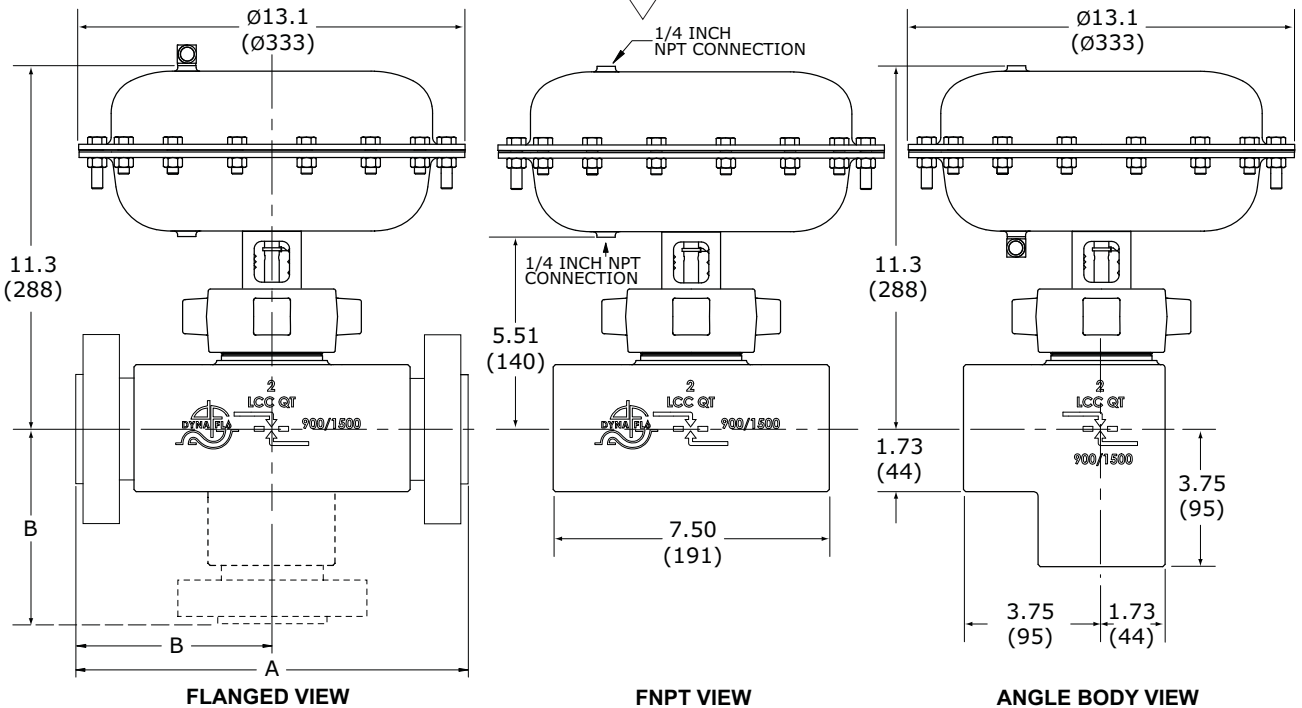 Ø13.1
(Ø333)
11.3
(288)
2
LCC QT
DYNA FLO
900/1500
B
B
A
FLANGED VIEW
1/4 INCH
NPT CONNECTION
1/4 INCH NPT
CONNECTION
5.51
(140)
2
LCC QT
DYNA FLO
900/1500
7.50
(191)
FNPT VIEW
Ø13.1
(Ø333)
11.3
(288)
2
LCC QT
900/1500
1.73
(44)
3.75
(95)
3.75
(95)
1.73
(44)
ANGLE BODY VIEW